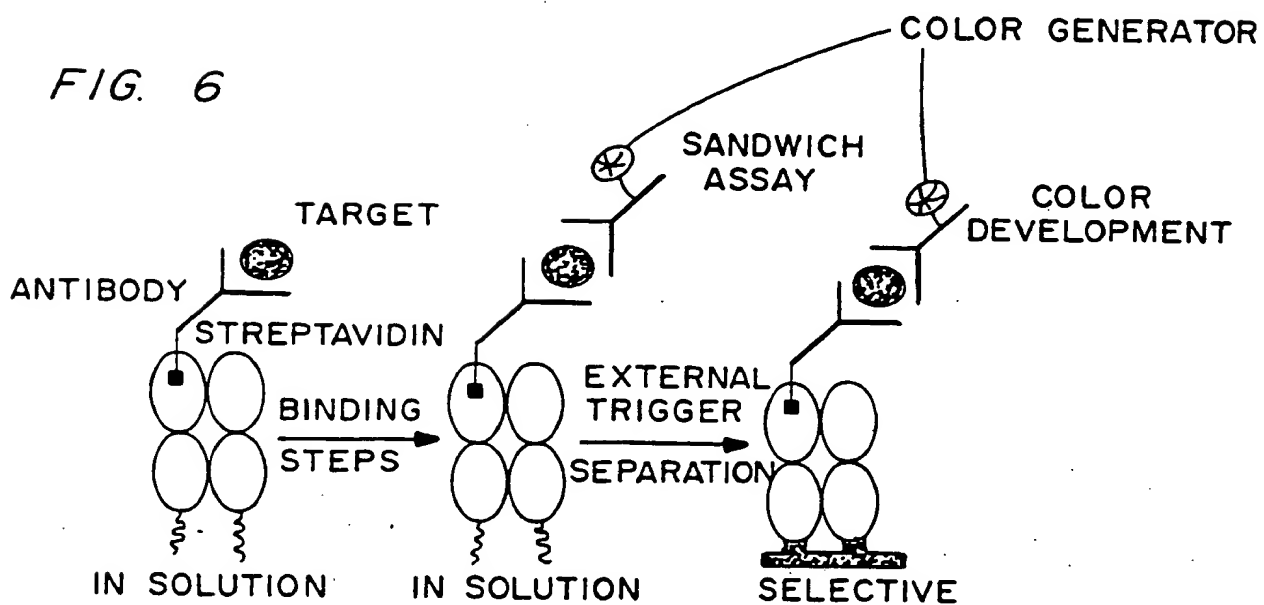 COLOR GENERATOR
FIG. 6
SANDWICH
ASSAY
COLOR
DEVELOPMENT
TARGET
ANTIBODY
STREPTAVIDIN
BINDING
STEPS
EXTERNAL
TRIGGER
SEPARATION
IN SOLUTION
IN SOLUTION
SELECTIVE